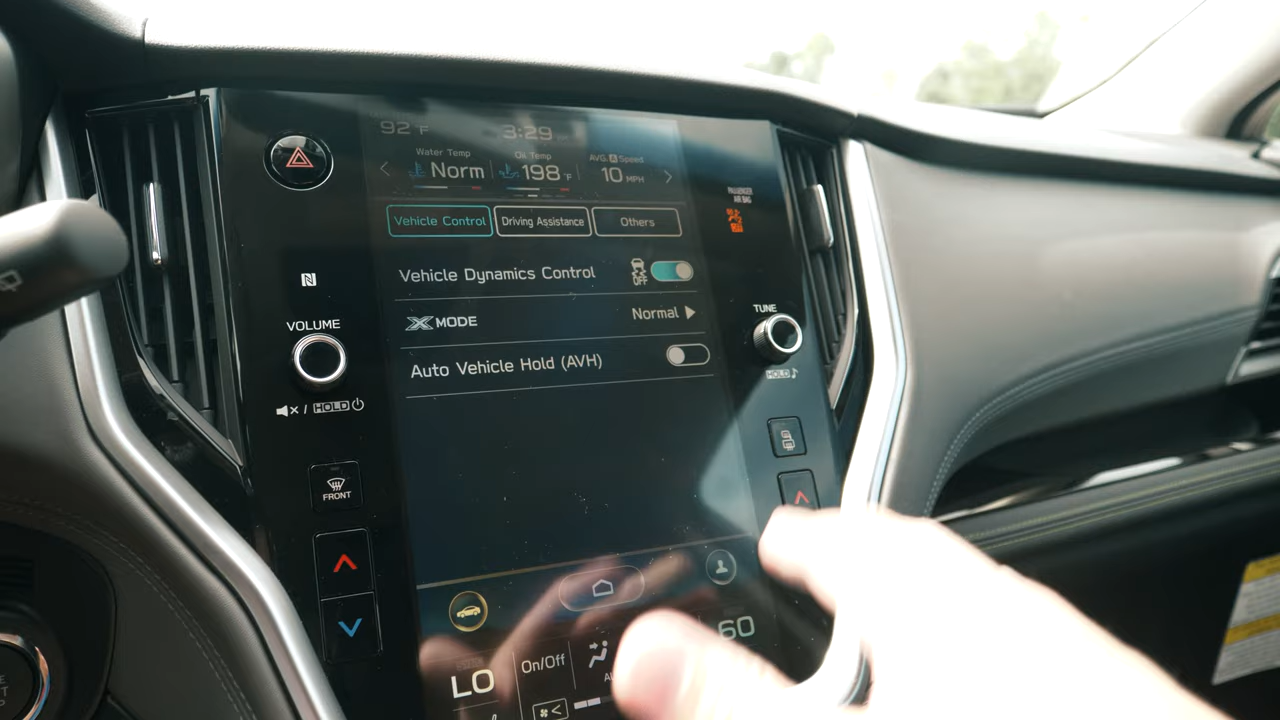 92 °F
3:29
Water Temp
Norm
Oil Temp
198 °F
AVG. A Speed
10 MPH
PASSENGER
AIR BAG
Vehicle Control
Driving Assistance
Others
Vehicle Dynamics Control
OFF
X MODE
Normal
Auto Vehicle Hold (AVH)
N
VOLUME
/ HOLD
TUNE
HOLD
FRONT
LO
On/Off
60